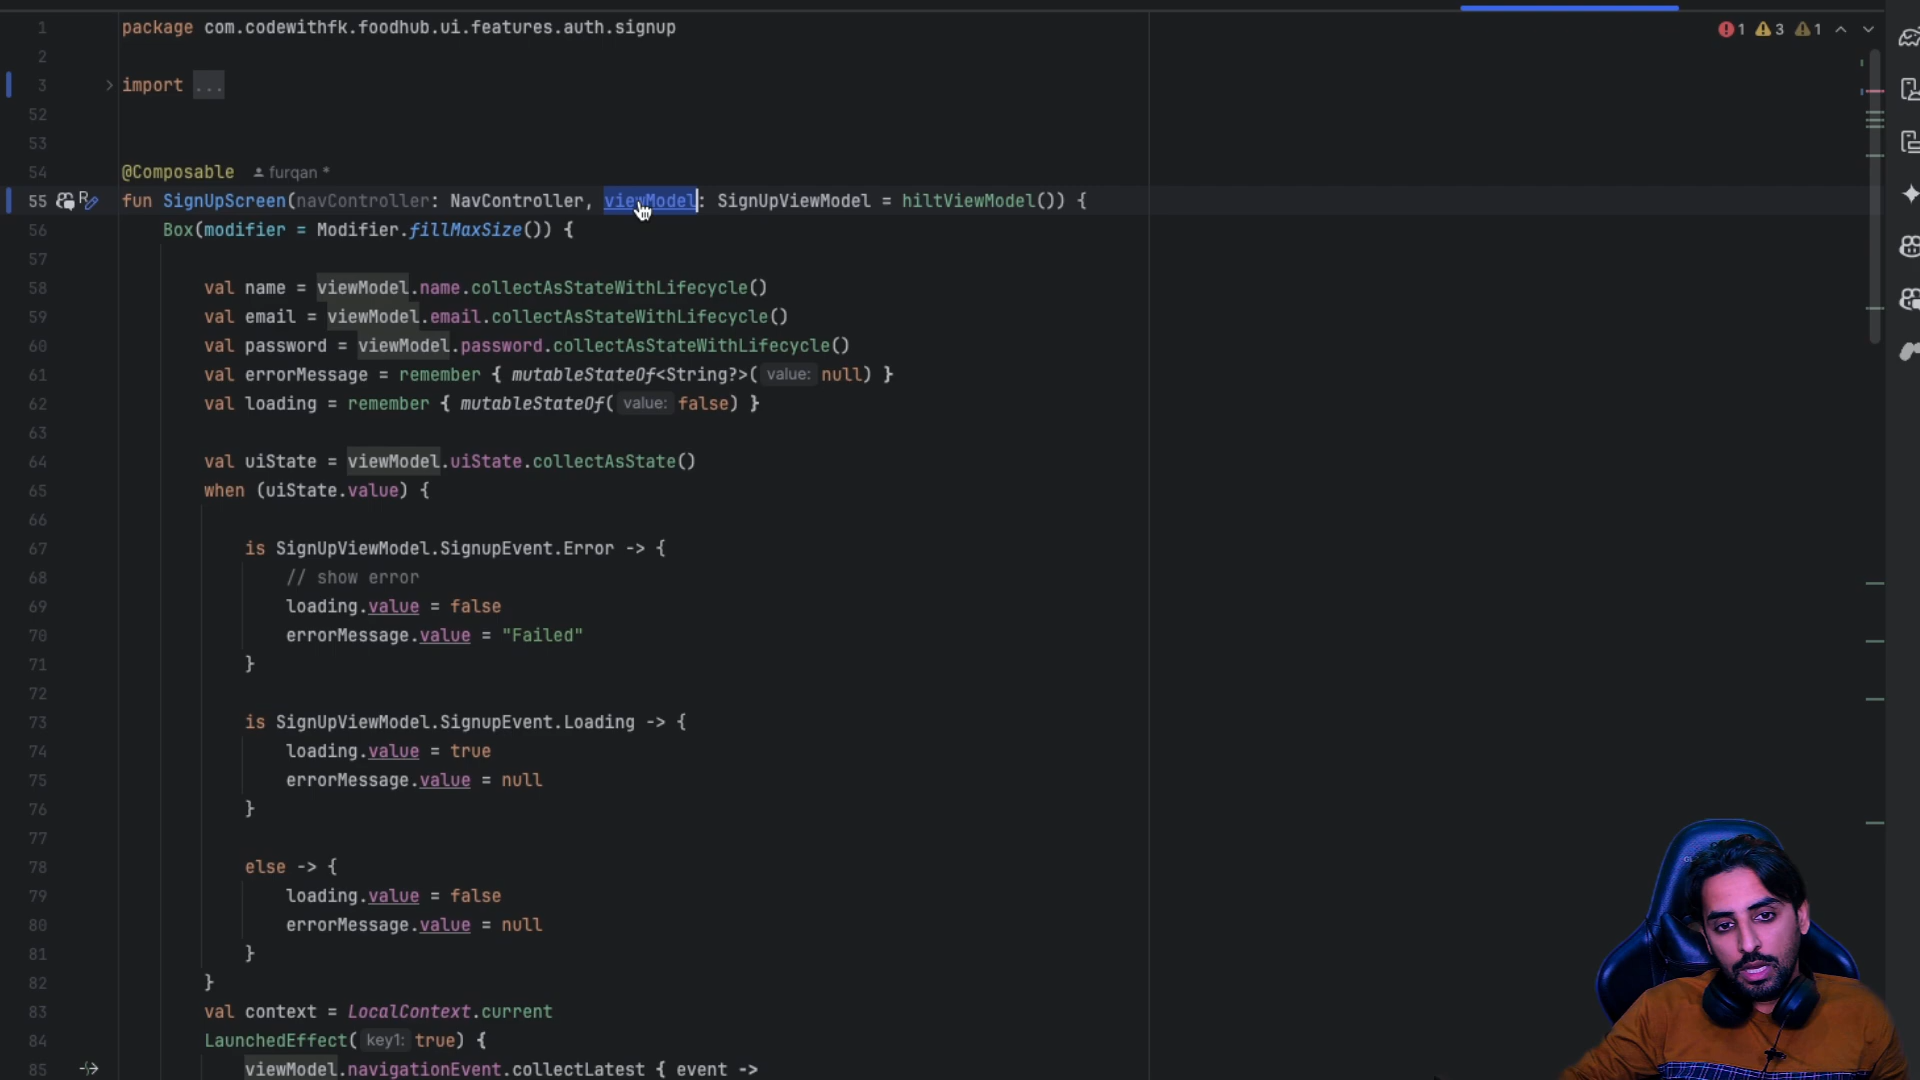 1 package com.codewithfk.foodhub.ui.features.auth.signup
1 3 1
2
3 import ...
52
53
54 @Composable furqan *
55 fun SignUpScreen(navController: NavController, viewModel: SignUpViewModel = hiltViewModel()) {
56 Box(modifier = Modifier.fillMaxSize()) {
57
58 val name = viewModel.name.collectAsStateWithLifecycle()
59 val email = viewModel.email.collectAsStateWithLifecycle()
60 val password = viewModel.password.collectAsStateWithLifecycle()
61 val errorMessage = remember { mutableStateOf<String?>( value: null) }
62 val loading = remember { mutableStateOf( value: false) }
63
64 val uiState = viewModel.uiState.collectAsState()
65 when (uiState.value) {
66
67 is SignUpViewModel.SignupEvent.Error -> {
68 // show error
69 loading.value = false
70 errorMessage.value = "Failed"
71 }
72
73 is SignUpViewModel.SignupEvent.Loading -> {
74 loading.value = true
75 errorMessage.value = null
76 }
77
78 else -> {
79 loading.value = false
80 errorMessage.value = null
81 }
82 }
83 val context = LocalContext.current
84 LaunchedEffect( key1: true) {
85 viewModel.navigationEvent.collectLatest { event ->